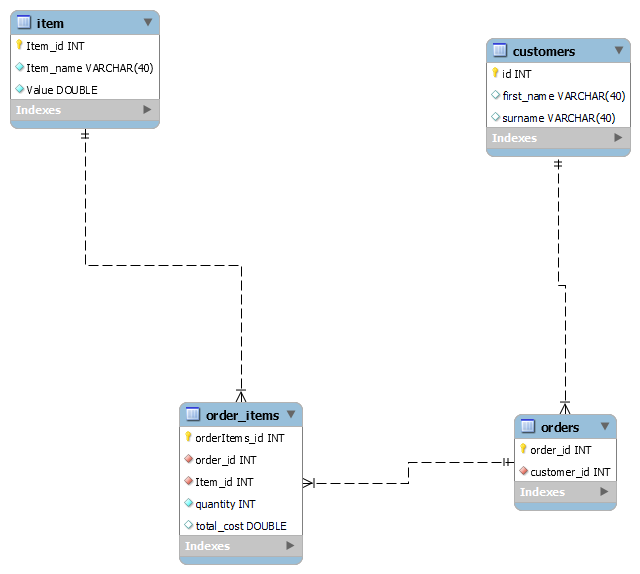 item
Item_id INT
Item_name VARCHAR(40)
Value DOUBLE
Indexes
customers
id INT
first_name VARCHAR(40)
surname VARCHAR(40)
Indexes
order_items
orderItems_id INT
order_id INT
Item_id INT
quantity INT
total_cost DOUBLE
Indexes
orders
order_id INT
customer_id INT
Indexes